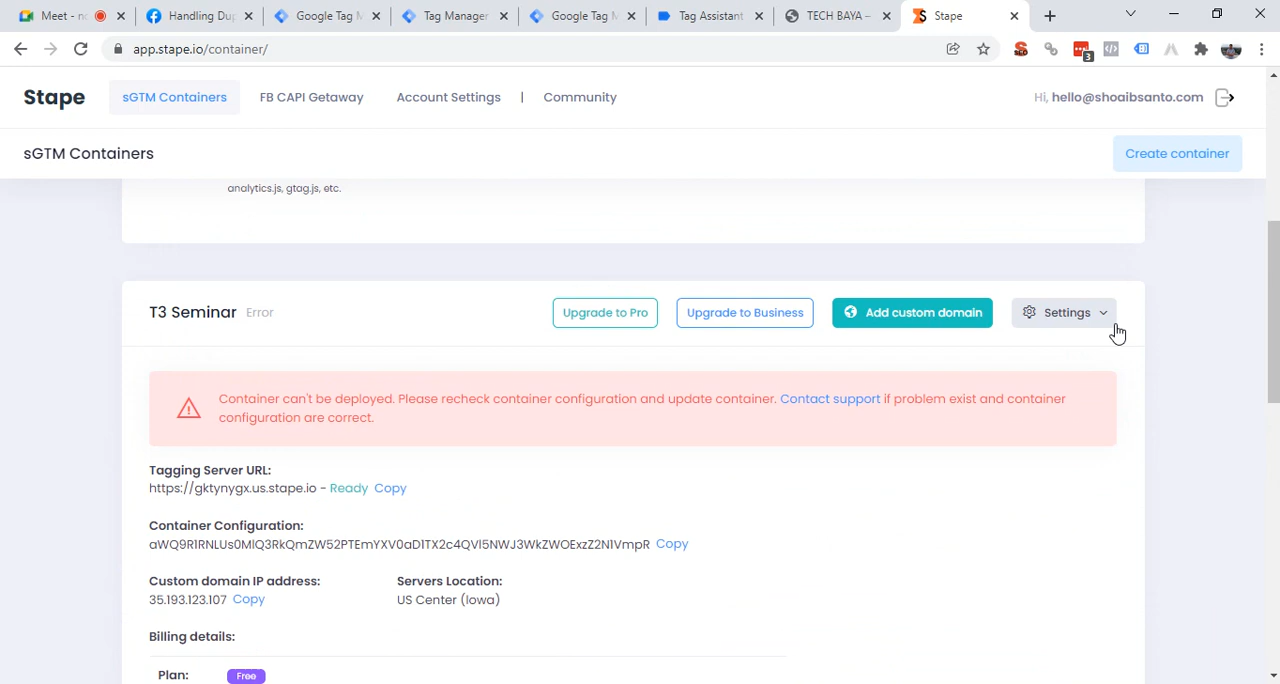 Meet - n
Handling Dup
Google Tag M
Tag Manager
Google Tag M
Tag Assistant
TECH BAYA –
Stape
app.stape.io/container/
3
Stape
sGTM Containers
FB CAPI Getaway
Account Settings
|
Community
Hi, hello@shoaibsanto.com
sGTM Containers
Create container
analytics.js, gtag.js, etc.
T3 Seminar Error
Upgrade to Pro
Upgrade to Business
Add custom domain
Settings
Container can't be deployed. Please recheck container configuration and update container. Contact support if problem exist and container
configuration are correct.
Tagging Server URL:
https://gktynygx.us.stape.io - Ready Copy
Container Configuration:
aWQ9R1RNLUs0MlQ3RkQmZW52PTEmYXV0aD1TX2c4QVl5NWJ3WkZWOExzZ2N1VmpR Copy
Custom domain IP address:
35.193.123.107 Copy
Servers Location:
US Center (Iowa)
Billing details:
Plan:
Free